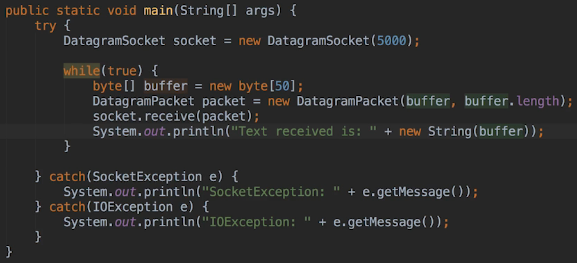 public static void main(String[] args) {
    try {
        DatagramSocket socket = new DatagramSocket(5000);
        while(true) {
            byte[] buffer = new byte[50];
            DatagramPacket packet = new DatagramPacket(buffer, buffer.length);
            socket.receive(packet);
            System.out.println("Text received is: " + new String(buffer));
        }
    } catch(SocketException e) {
        System.out.println("SocketException: " + e.getMessage());
    } catch(IOException e) {
        System.out.println("IOException: " + e.getMessage());
    }
}